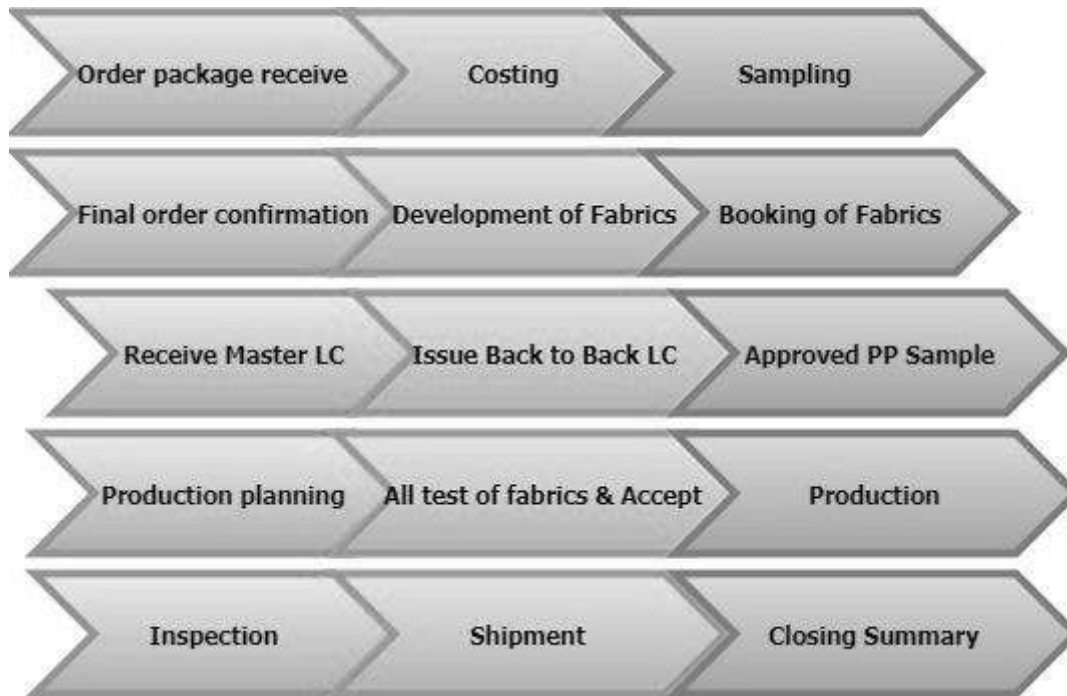 Order package receive
Costing
Sampling
Final order confirmation
Development of Fabrics
Booking of Fabrics
Receive Master LC
Issue Back to Back LC
Approved PP Sample
Production planning
All test of fabrics & Accept
Production
Inspection
Shipment
Closing Summary